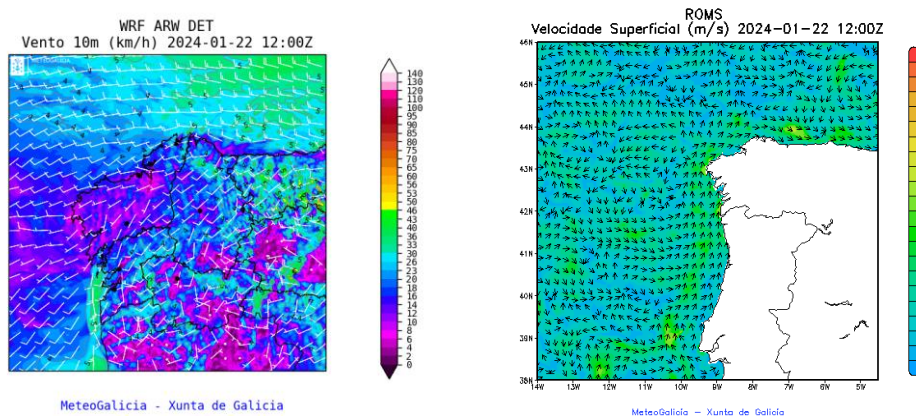 WRF ARW DET
Vento 10m (km/h) 2024-01-22 12:00Z
METEOGALICIA
140
130
120
110
100
95
90
85
80
75
70
65
60
56
53
50
46
43
40
36
33
30
26
23
20
18
16
14
12
10
8
6
4
2
0
MeteoGalicia - Xunta de Galicia
ROMS
Velocidade Superficial (m/s) 2024-01-22 12:00Z
46N
45N
44N
43N
42N
41N
40N
39N
38N
14W 13W 12W 11W 10W 9W 8W 7W 6W 5W
MeteoGalicia – Xunta de Galicia